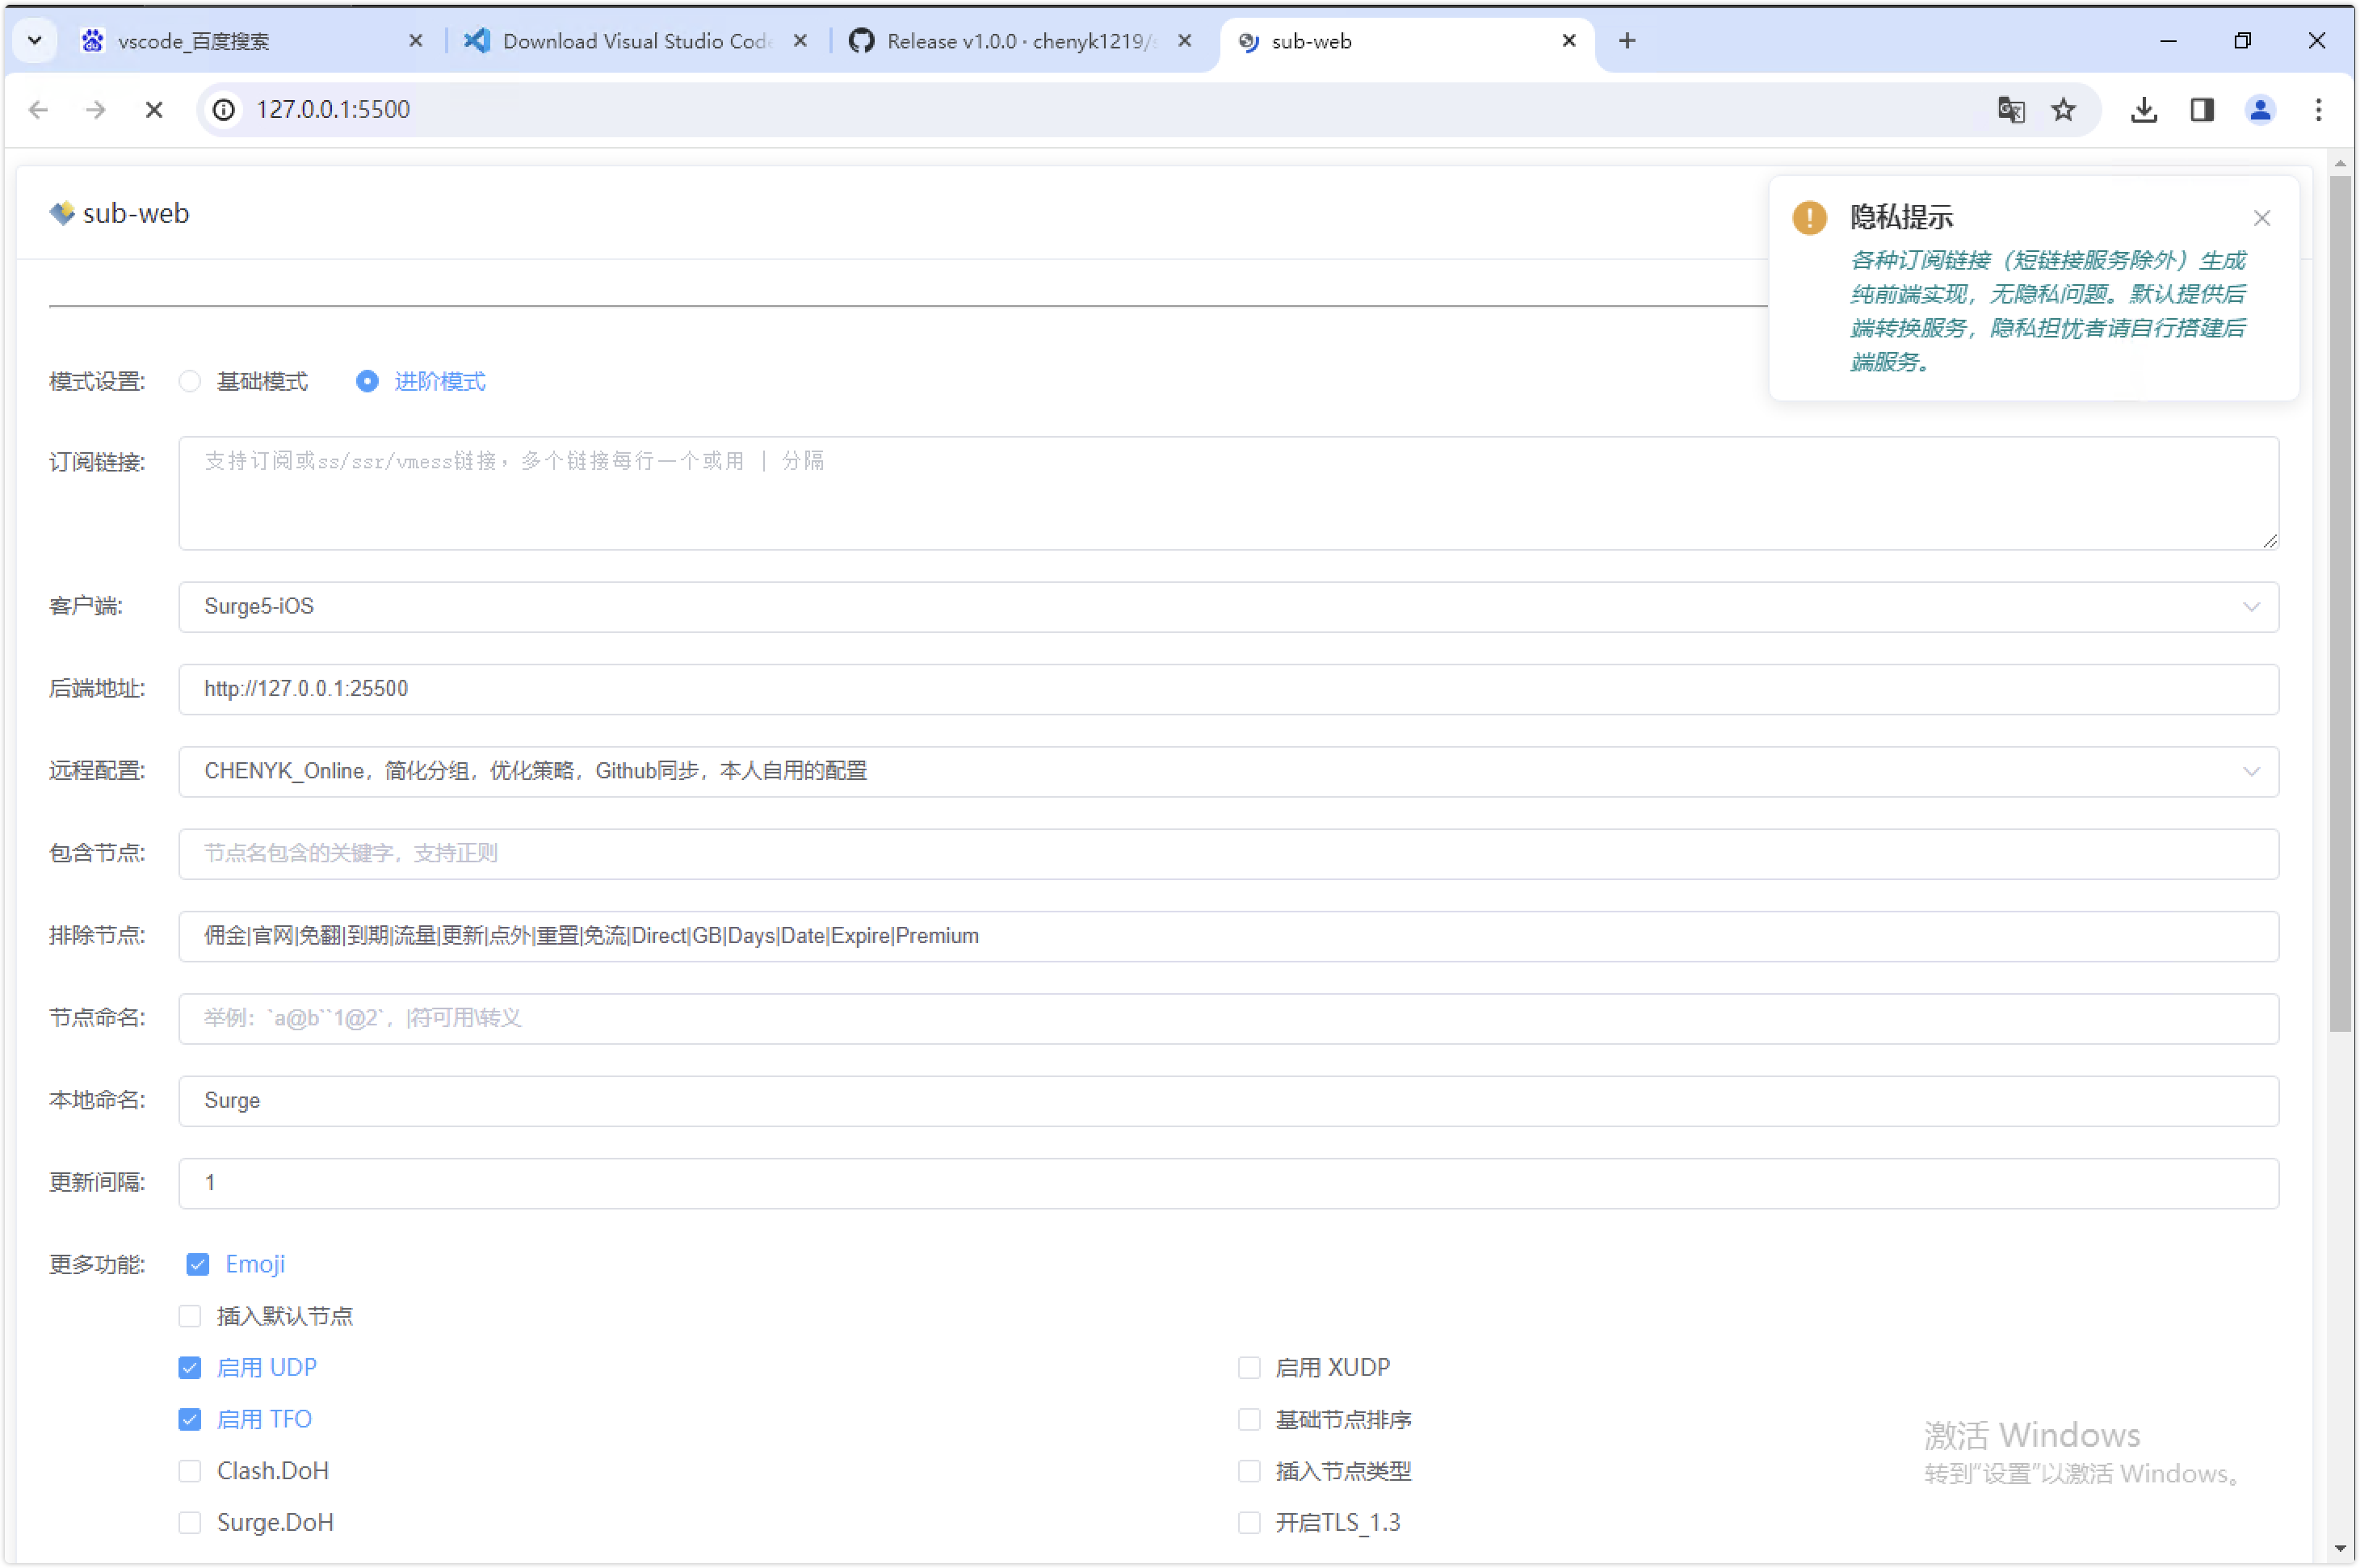 vscode_百度搜索
Download Visual Studio Code
Release v1.0.0 · chenyk1219/s
sub-web
127.0.0.1:5500
sub-web
隐私提示
各种订阅链接（短链接服务除外）生成
纯前端实现，无隐私问题。默认提供后
端转换服务，隐私担忧者请自行搭建后
端服务。
模式设置: 基础模式 进阶模式
订阅链接: 支持订阅或ss/ssr/vmess链接，多个链接每行一个或用 | 分隔
客户端: Surge5-iOS
后端地址: http://127.0.0.1:25500
远程配置: CHENYK_Online，简化分组，优化策略，Github同步，本人自用的配置
包含节点: 节点名包含的关键字，支持正则
排除节点: 佣金|官网|免翻|到期|流量|更新|点外|重置|免流|Direct|GB|Days|Date|Expire|Premium
节点命名: 举例：`a@b``1@2`，|符可用\转义
本地命名: Surge
更新间隔: 1
更多功能: Emoji
插入默认节点
启用 UDP 启用 XUDP
启用 TFO 基础节点排序
Clash.DoH 插入节点类型
Surge.DoH 开启TLS_1.3
激活 Windows
转到“设置”以激活 Windows。